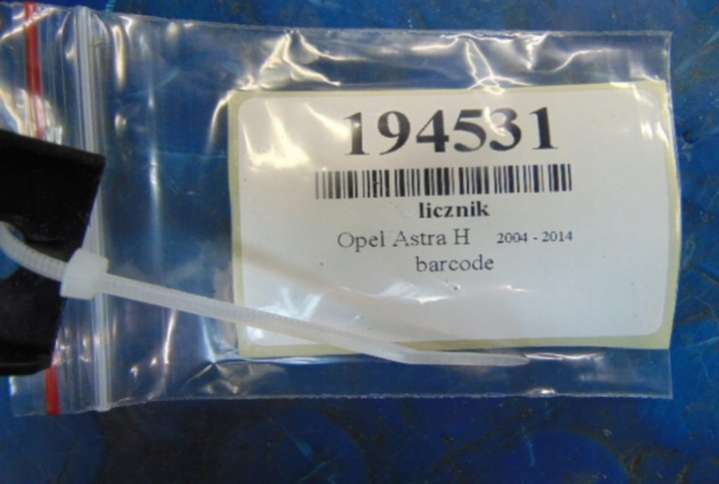 194531
licznik
Opel Astra H 2004 - 2014
barcode